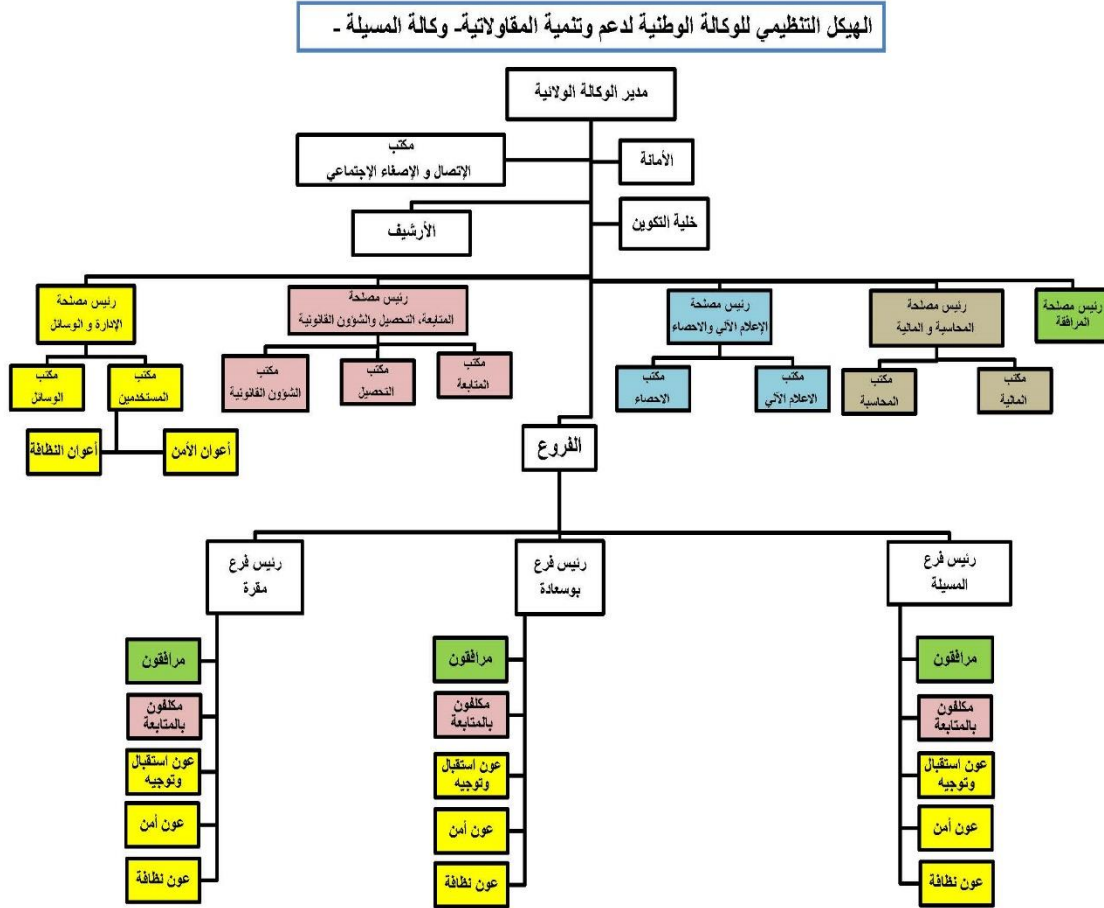 الهيكل التنظيمي للوكالة الوطنية لدعم وتنمية المقاولاتية- وكالة المسيلة -
مدير الوكالة الولائية
الأمانة
مكتب
الإتصال و الإصغاء الإجتماعي
خلية التكوين
الأرشيف
رئيس مصلحة
المرافقة
رئيس مصلحة
المحاسبة و المالية
رئيس مصلحة
الإعلام الآلي والاحصاء
رئيس مصلحة
المتابعة، التحصيل والشؤون القانونية
رئيس مصلحة
الإدارة و الوسائل
مكتب
المالية
مكتب
المحاسبة
مكتب
الاعلام الآلي
مكتب
الاحصاء
مكتب
المتابعة
مكتب
التحصيل
مكتب
الشؤون القانونية
مكتب
المستخدمين
مكتب
الوسائل
أعوان الأمن
أعوان النظافة
الفروع
رئيس فرع
المسيلة
رئيس فرع
بوسعادة
رئيس فرع
مقرة
مرافقون
مكلفون
بالمتابعة
عون استقبال
وتوجيه
عون أمن
عون نظافة
مرافقون
مكلفون
بالمتابعة
عون استقبال
وتوجيه
عون أمن
عون نظافة
مرافقون
مكلفون
بالمتابعة
عون استقبال
وتوجيه
عون أمن
عون نظافة